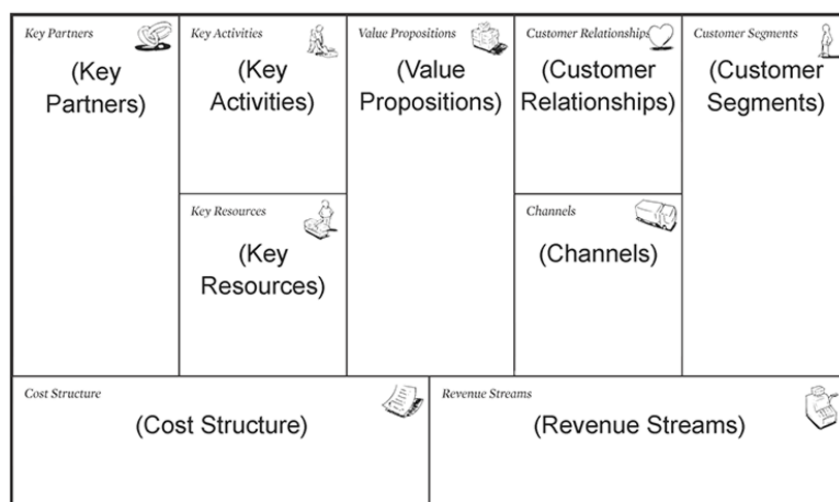 Key Partners
(Key
Partners)
Key Activities
(Key
Activities)
Key Resources
(Key
Resources)
Value Propositions
(Value
Propositions)
Customer Relationships
(Customer
Relationships)
Channels
(Channels)
Customer Segments
(Customer
Segments)
Cost Structure
(Cost Structure)
Revenue Streams
(Revenue Streams)